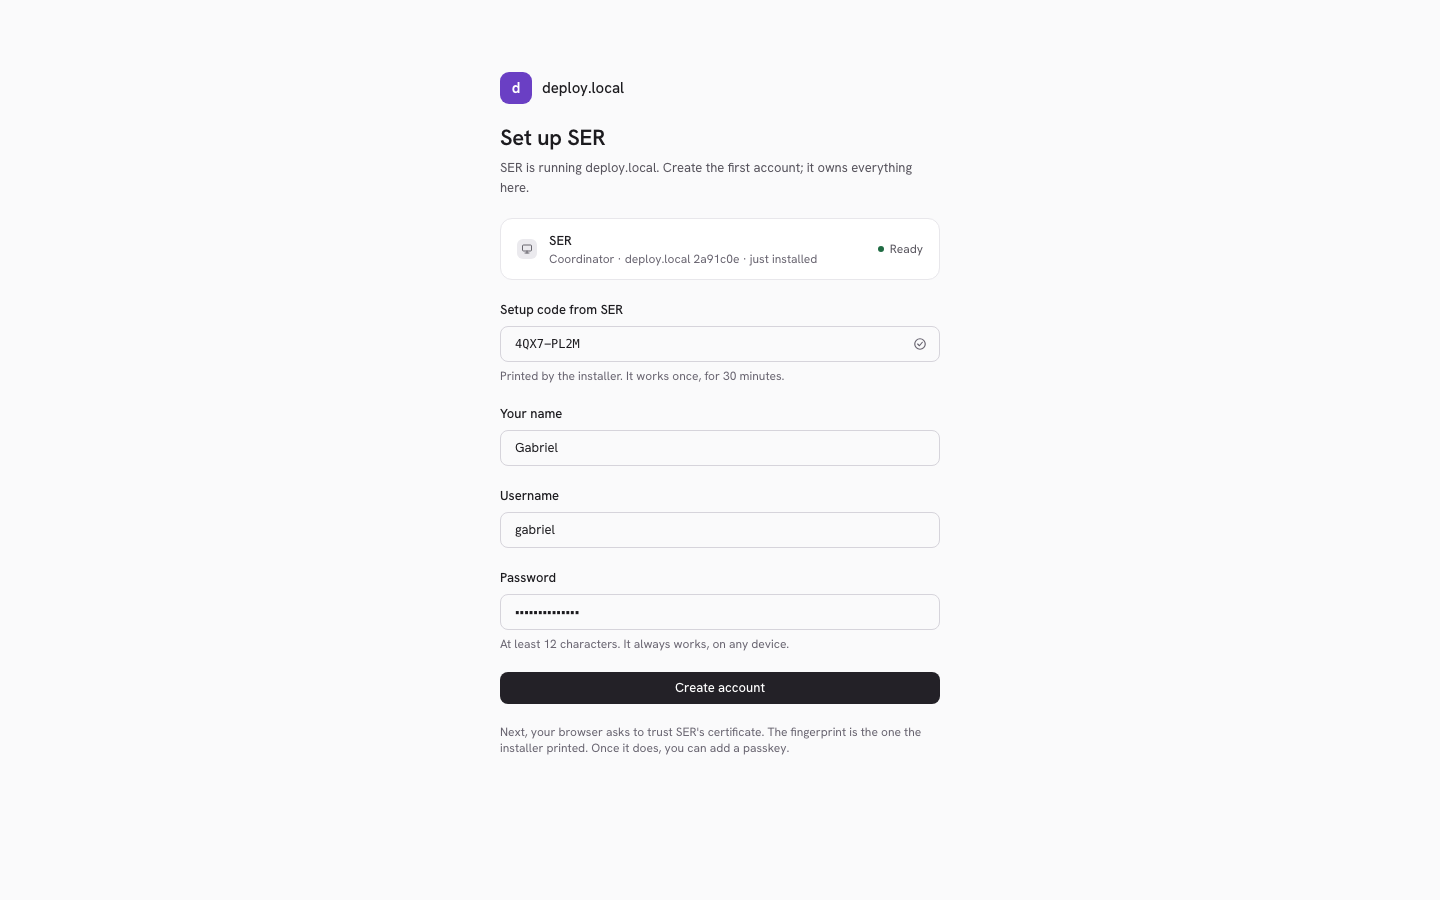 d deploy.local
Set up SER
SER is running deploy.local. Create the first account; it owns everything
here.
SER
Coordinator · deploy.local 2a91c0e · just installed
Ready
Setup code from SER
4QX7-PL2M
Printed by the installer. It works once, for 30 minutes.
Your name
Gabriel
Username
gabriel
Password
••••••••••••••
At least 12 characters. It always works, on any device.
Create account
Next, your browser asks to trust SER's certificate. The fingerprint is the one the
installer printed. Once it does, you can add a passkey.